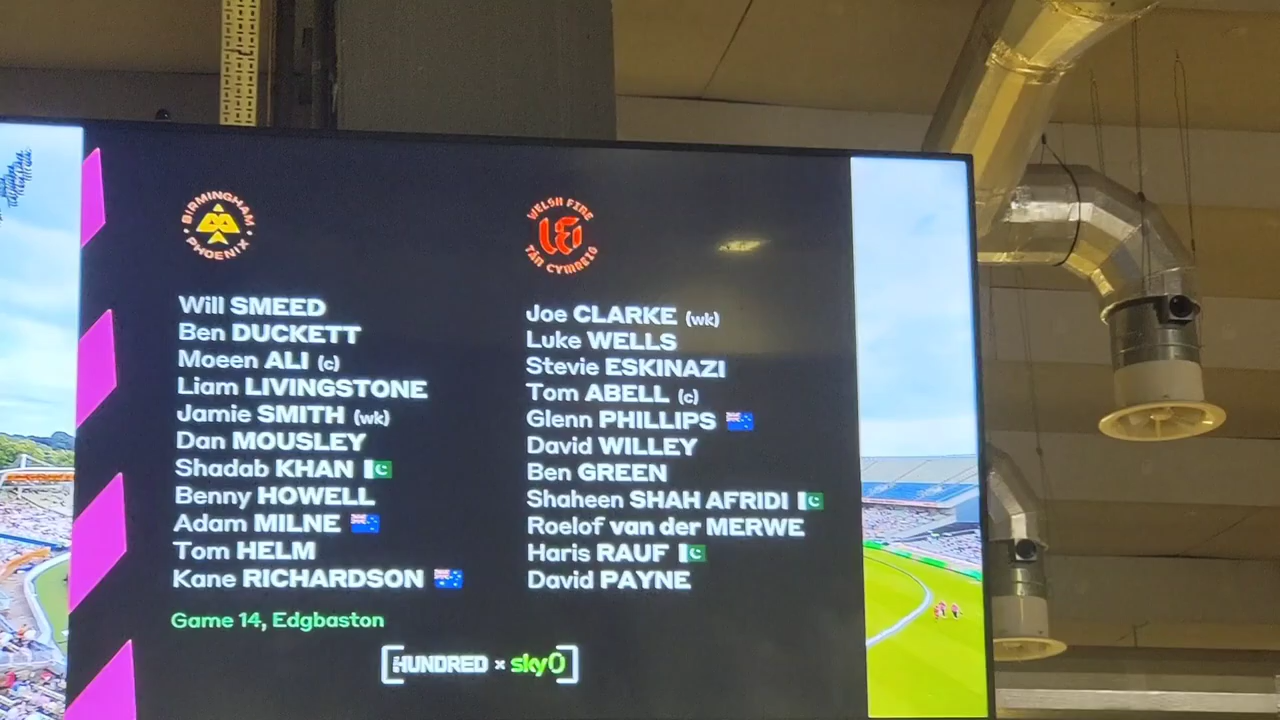 BIRMINGHAM PHOENIX
Will SMEED
Ben DUCKETT
Moeen ALI (c)
Liam LIVINGSTONE
Jamie SMITH (wk)
Dan MOUSLEY
Shadab KHAN
Benny HOWELL
Adam MILNE
Tom HELM
Kane RICHARDSON
WELSH FIRE
TÂN CYMREIG
Joe CLARKE (wk)
Luke WELLS
Stevie ESKINAZI
Tom ABELL (c)
Glenn PHILLIPS
David WILLEY
Ben GREEN
Shaheen SHAH AFRIDI
Roelof van der MERWE
Haris RAUF
David PAYNE
Game 14, Edgbaston
THE HUNDRED x skyO